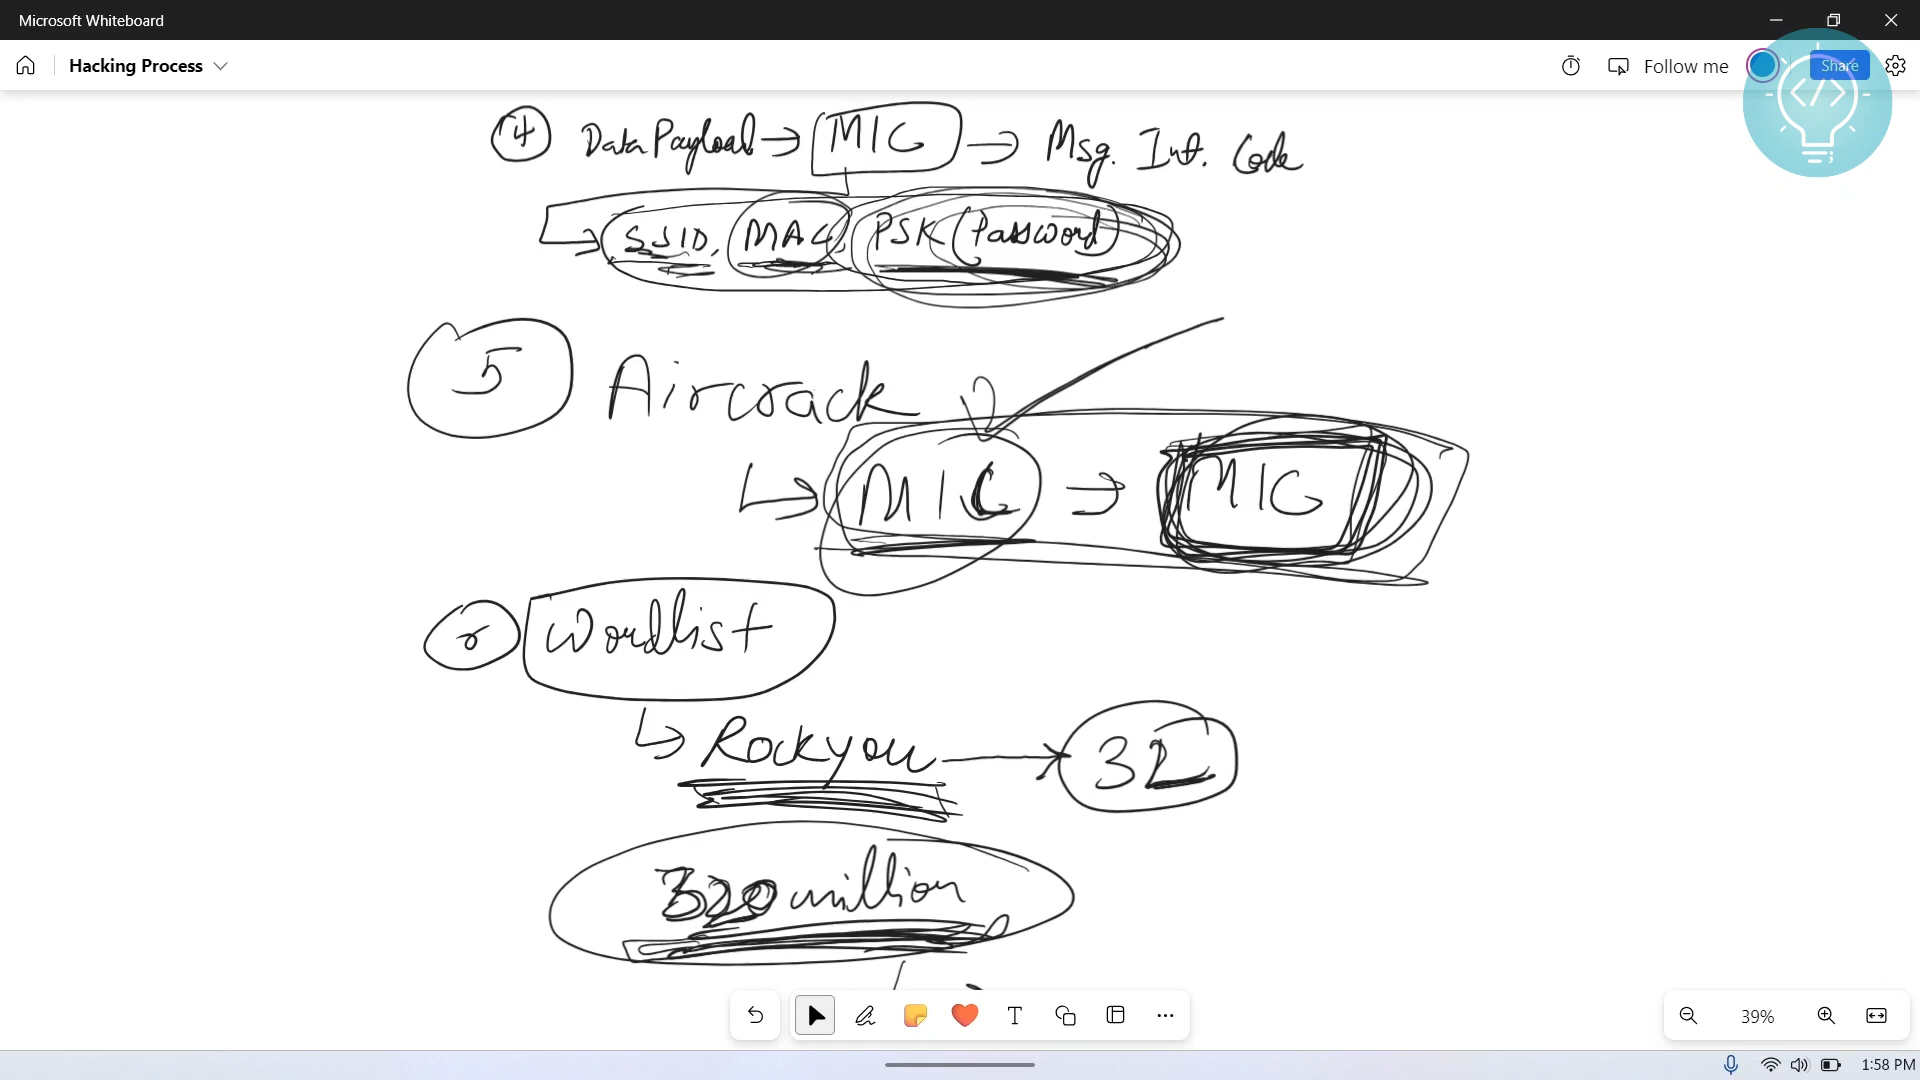 Microsoft Whiteboard
Hacking Process
Follow me
Share
4 Data Payload → MIC → Msg. Int. Code
SSID, MAC, PSK (Password)
5 Aircrack
MIC → MIC
6 Wordlist
Rockyou → 32
320 million
39%
1:58 PM